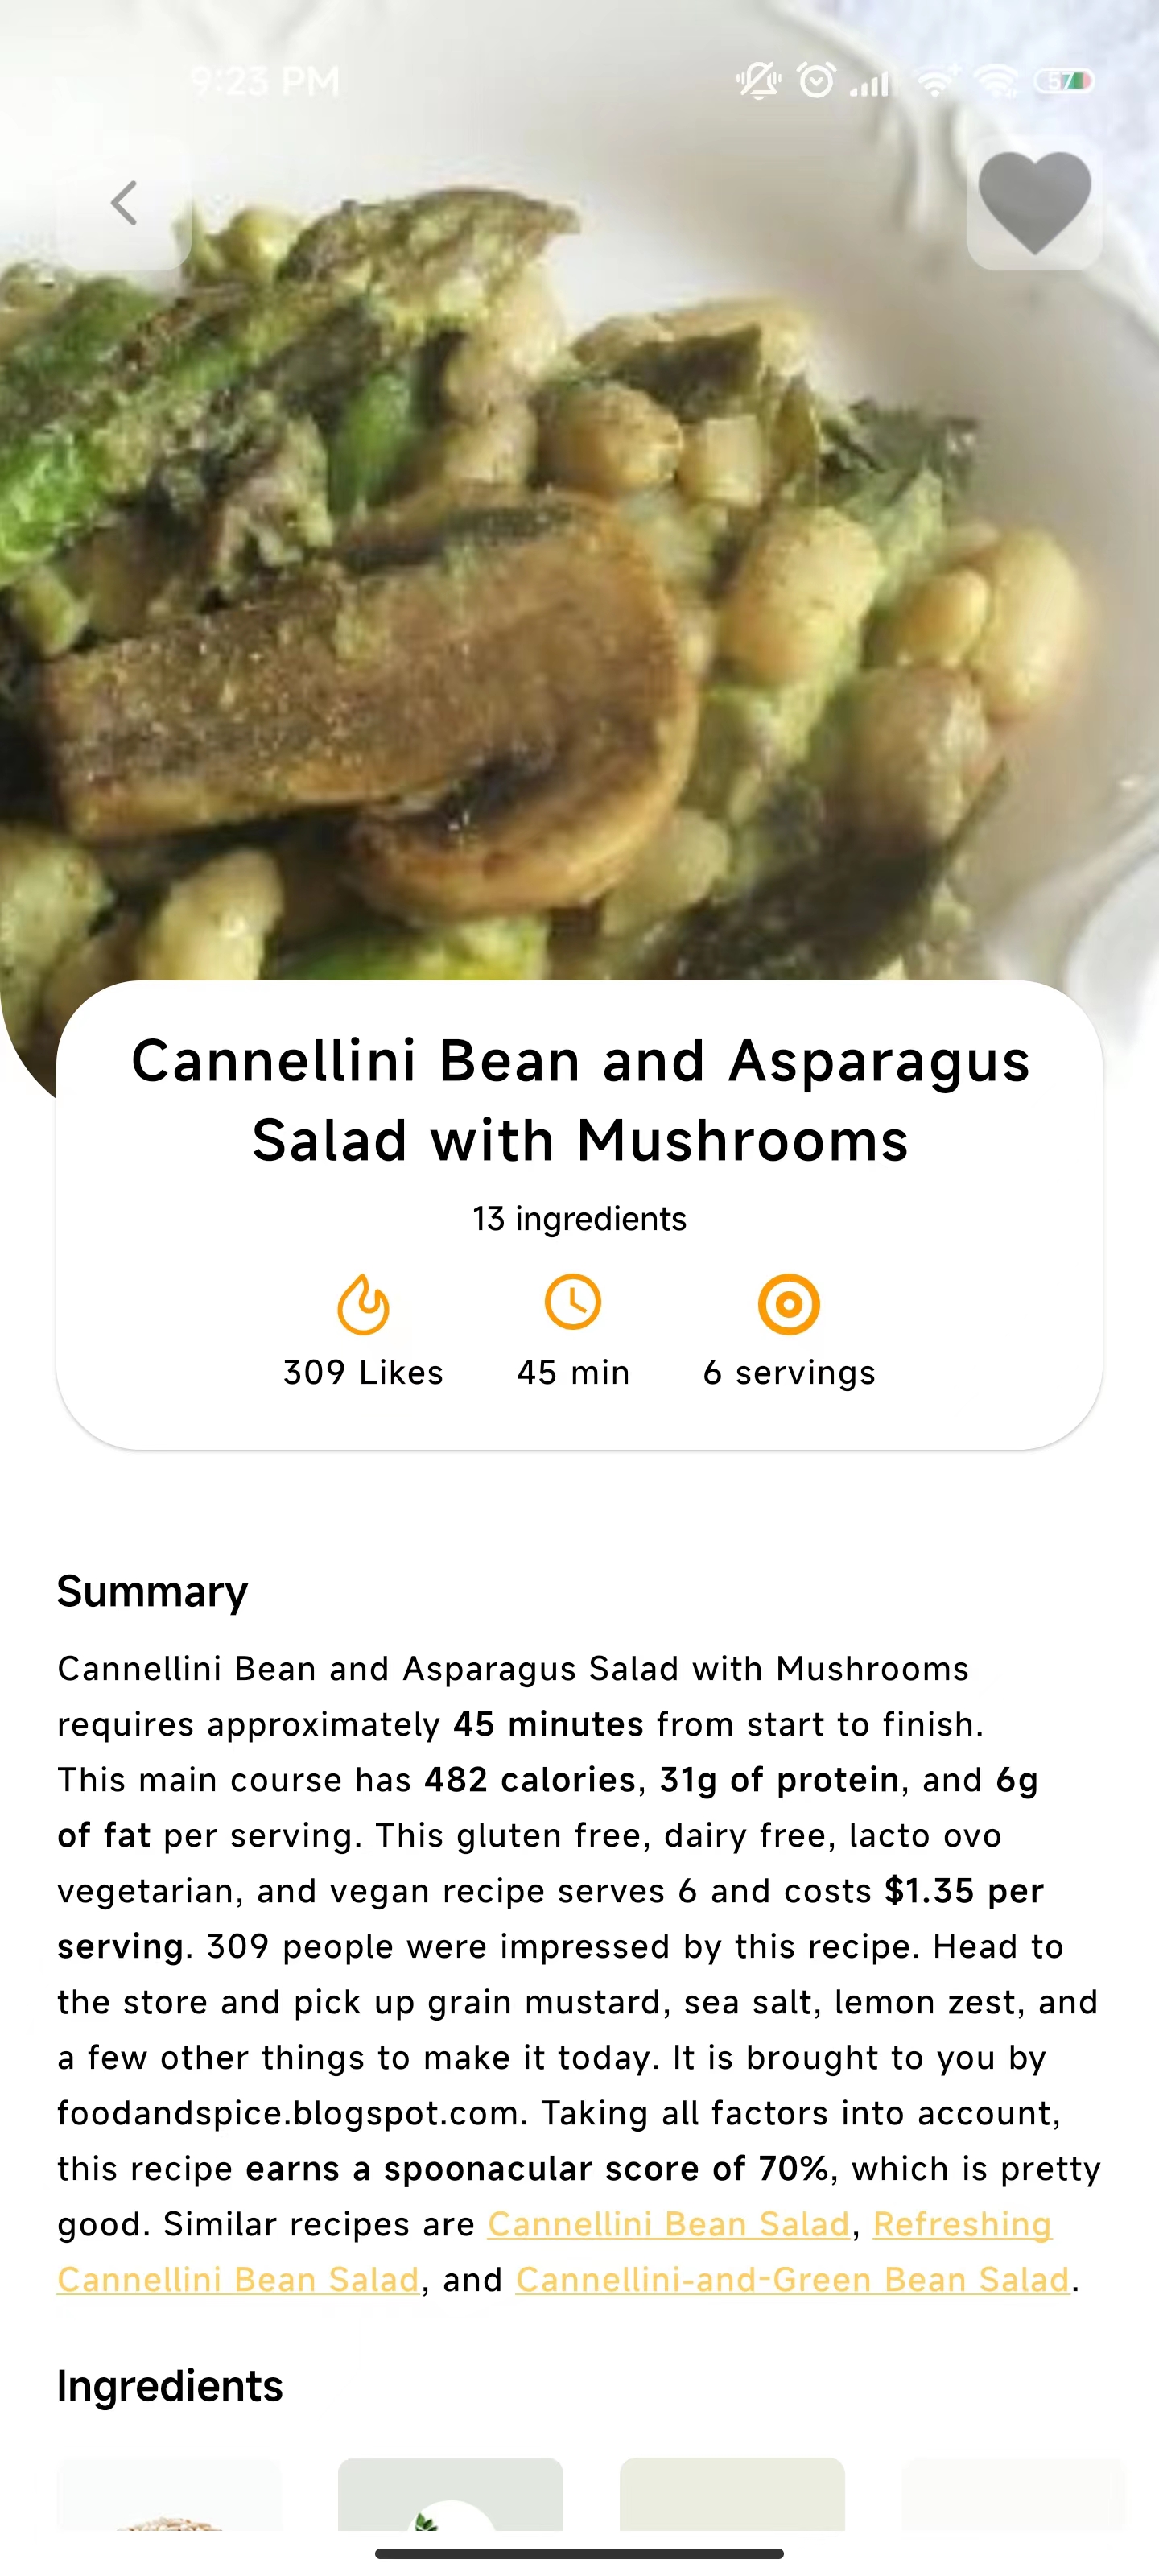 9:23 PM
57
Cannellini Bean and Asparagus
Salad with Mushrooms
13 ingredients
309 Likes
45 min
6 servings
Summary
Cannellini Bean and Asparagus Salad with Mushrooms
requires approximately 45 minutes from start to finish.
This main course has 482 calories, 31g of protein, and 6g
of fat per serving. This gluten free, dairy free, lacto ovo
vegetarian, and vegan recipe serves 6 and costs $1.35 per
serving. 309 people were impressed by this recipe. Head to
the store and pick up grain mustard, sea salt, lemon zest, and
a few other things to make it today. It is brought to you by
foodandspice.blogspot.com. Taking all factors into account,
this recipe earns a spoonacular score of 70%, which is pretty
good. Similar recipes are Cannellini Bean Salad, Refreshing
Cannellini Bean Salad, and Cannellini-and-Green Bean Salad.
Ingredients